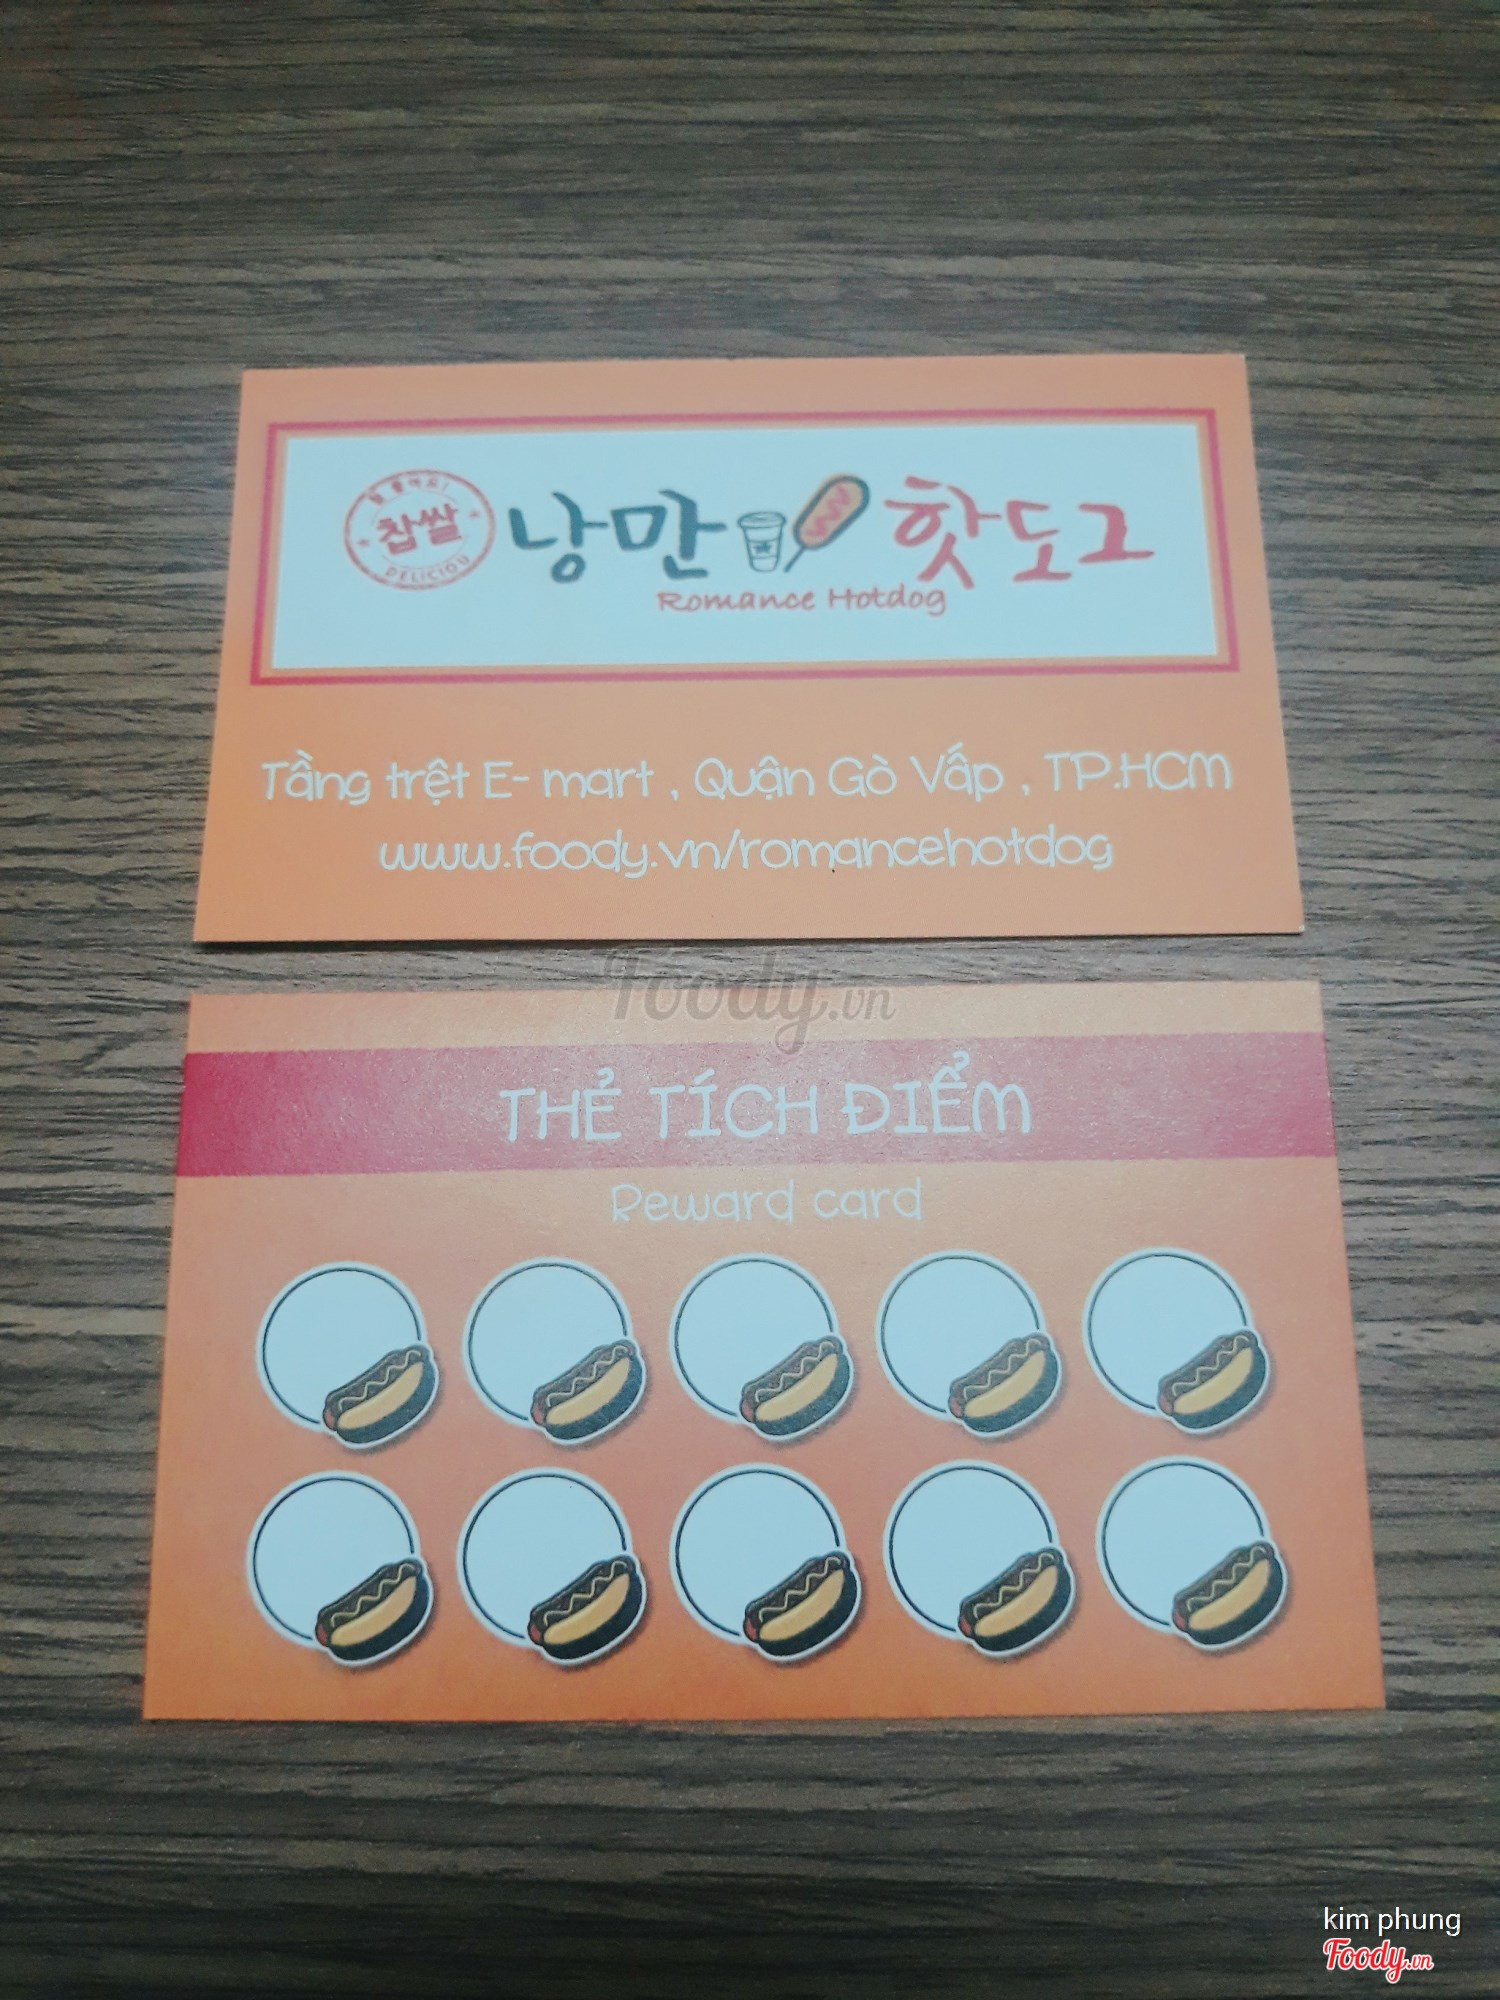 찹쌀
DELICIOU
낭만 핫도그
Romance Hotdog
Tầng trệt E- mart , Quận Gò Vấp , TP.HCM
www.foody.vn/romancehotdog
Foody.vn
THẺ TÍCH ĐIỂM
Reward card
kim phung
Foody.vn